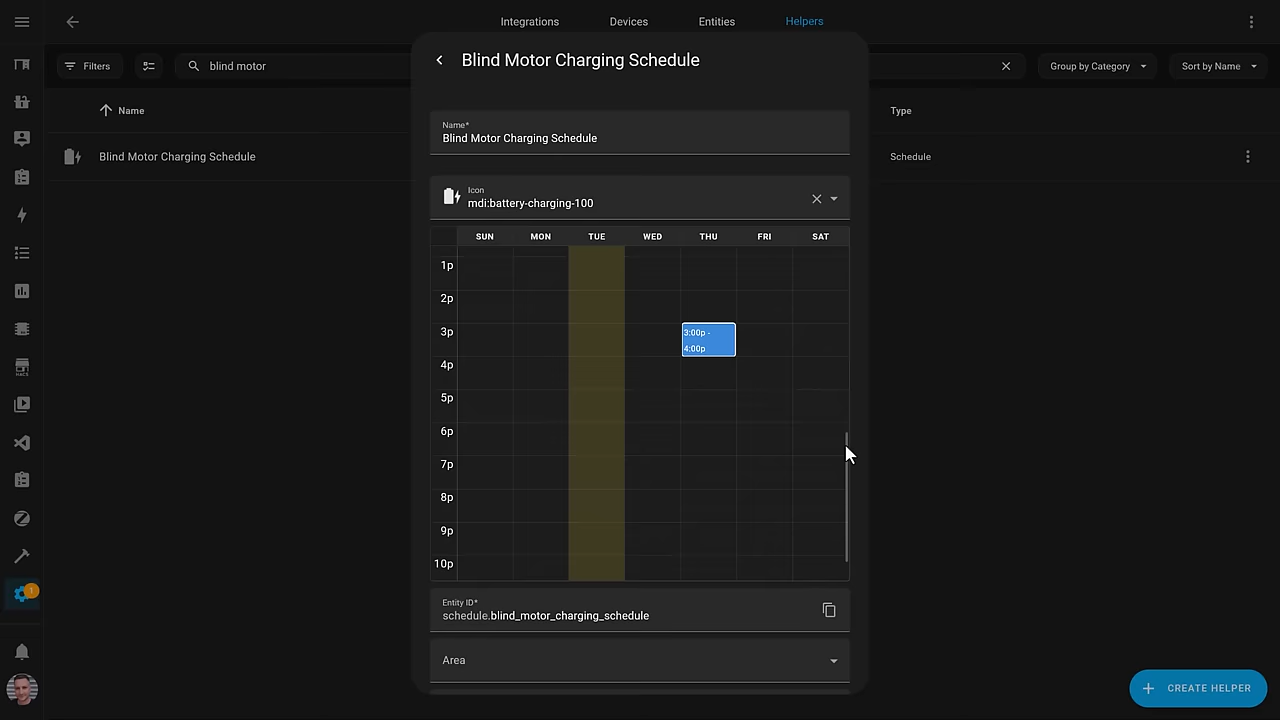 Integrations Devices Entities Helpers
Blind Motor Charging Schedule
Filters
blind motor
Group by Category
Sort by Name
Name
Type
Blind Motor Charging Schedule
Schedule
Name*
Blind Motor Charging Schedule
Icon
mdi:battery-charging-100
SUN MON TUE WED THU FRI SAT
1p
2p
3p
3:00p -
4:00p
4p
5p
6p
7p
8p
9p
10p
HACS
Entity ID*
schedule.blind_motor_charging_schedule
1
Area
CREATE HELPER